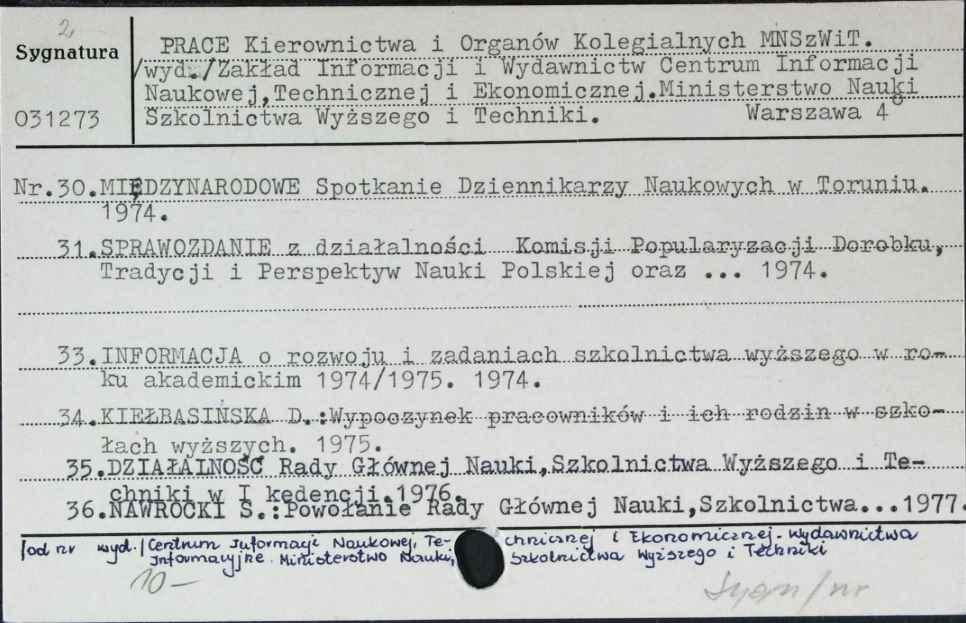 2,
Sygnatura
031273
PRACE Kierownictwa i Organów Kolegialnych MNSzWiT.
/wyd./Zakład Informacji i Wydawnictw Centrum Informacji
Naukowej,Technicznej i Ekonomicznej.Ministerstwo Nauki
Szkolnictwa Wyższego i Techniki. Warszawa 4°
Nr.30.MIĘDZYNARODOWE Spotkanie Dziennikarzy Naukowych w Toruniu.
1974.
31.SPRAWOZDANIE z działalności Komisji Popularyzacji Dorobku,
Tradycji i Perspektyw Nauki Polskiej oraz ... 1974.
33.INFORMACJA o rozwoju i zadaniach szkolnictwa wyższego w ro-
ku akademickim 1974/1975. 1974.
34.KIEŁBASIŃSKA D.:Wypoczynek pracowników i ich rodzin w szko-
łach wyższych. 1975.
35.DZIAŁALNOŚĆ Rady Głównej Nauki,Szkolnictwa Wyższego i Te-
chniki w I kedencji.1976.
36.NAWROCKI S.:Powołanie Rady Głównej Nauki,Szkolnictwa...1977.
/od nr wyd./Centrum Informacji Naukowej, Te- chnicznej i Ekonomicznej. Wydawnictwa
Informacyjne. Ministerstwo Nauki, Szkolnictwa Wyższego i Techniki
10-
Sygn/nr